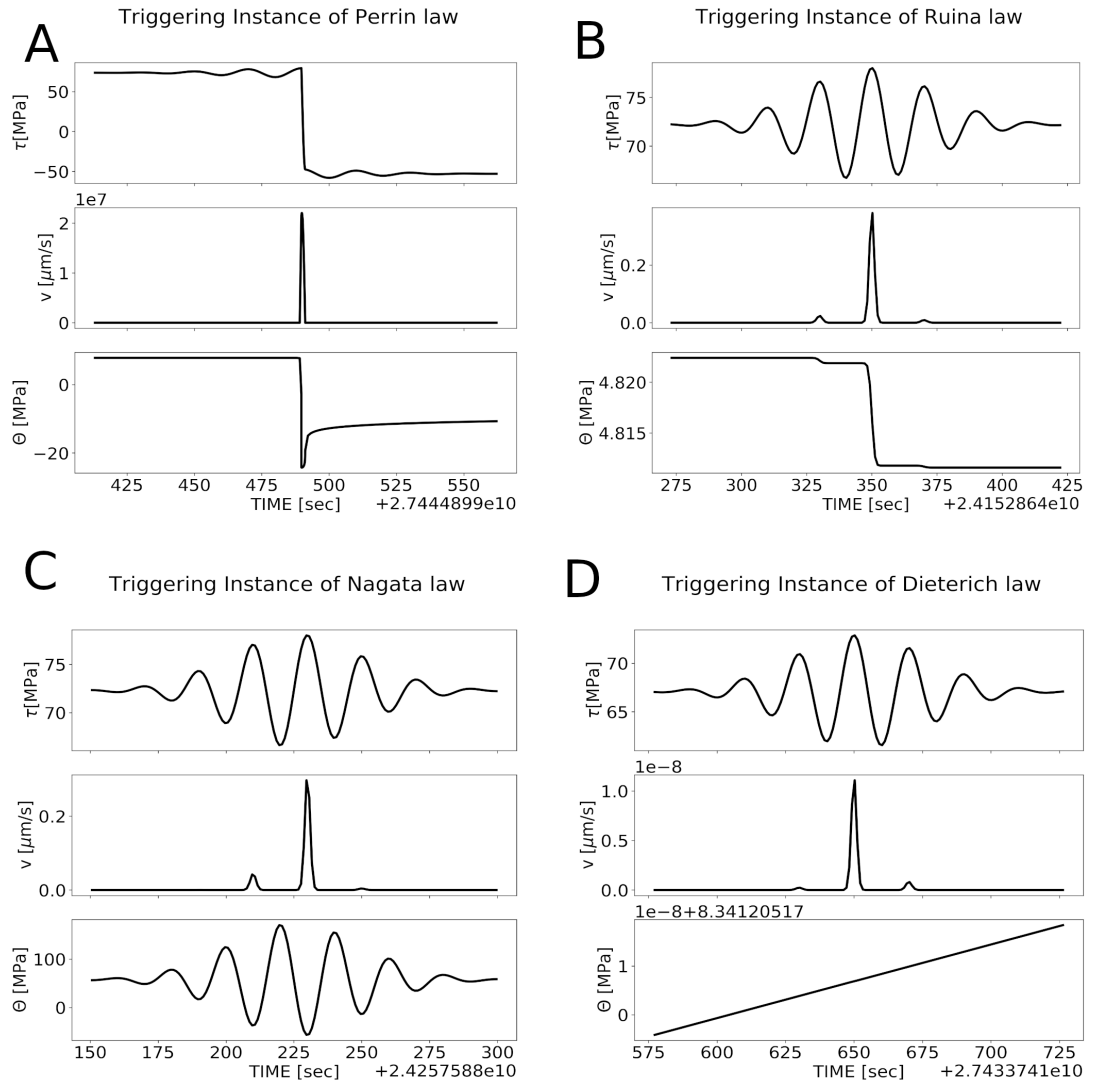 A
Triggering Instance of Perrin law
50
0
−50
τ[MPa]
1e7
2
1
0
v [μm/s]
0
−20
Θ [MPa]
425 450 475 500 525 550
TIME [sec]
+2.7444899e10
B
Triggering Instance of Ruina law
75
70
τ[MPa]
0.2
0.0
v [μm/s]
4.820
4.815
Θ [MPa]
275 300 325 350 375 400 425
TIME [sec]
+2.4152864e10
C
Triggering Instance of Nagata law
75
70
τ[MPa]
0.2
0.0
v [μm/s]
100
0
Θ [MPa]
150 175 200 225 250 275 300
TIME [sec]
+2.4257588e10
D
Triggering Instance of Dieterich law
70
65
τ[MPa]
1e−8
1.0
0.5
0.0
v [μm/s]
1e−8+8.34120517
1
0
Θ [MPa]
575 600 625 650 675 700 725
TIME [sec]
+2.7433741e10